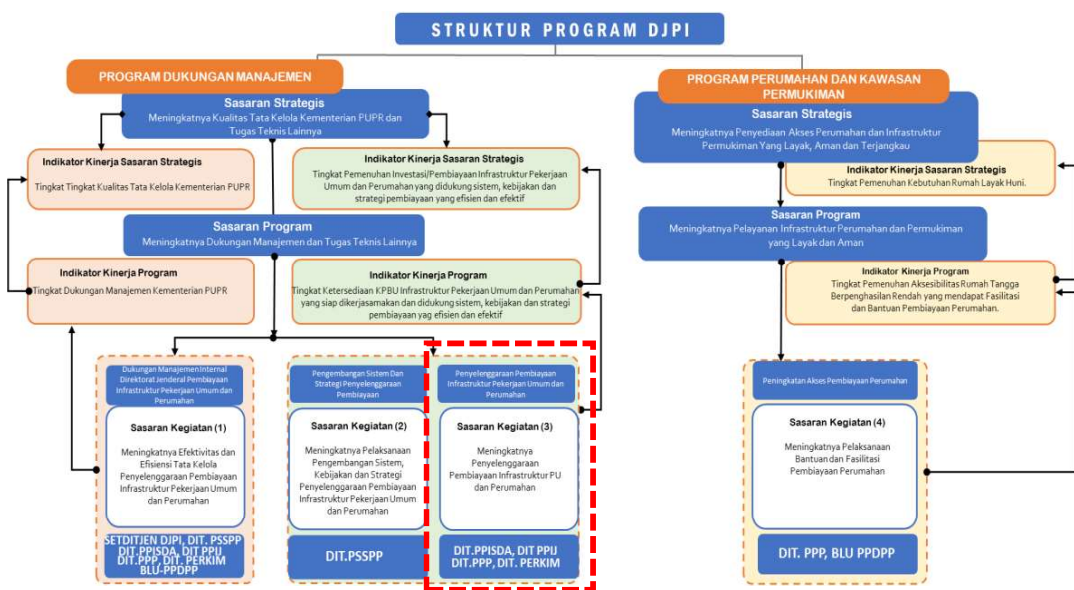 STRUKTUR PROGRAM DJPI
PROGRAM DUKUNGAN MANAJEMEN
Sasaran Strategis
Meningkatnya Kualitas Tata Kelola Kementerian PUPR dan
Tugas Teknis Lainnya
Indikator Kinerja Sasaran Strategis
Tingkat Tingkat Kualitas Tata Kelola Kementerian PUPR
Indikator Kinerja Sasaran Strategis
Tingkat Pemenuhan Investasi/Pembiayaan Infrastruktur Pekerjaan
Umum dan Perumahan yang didukung sistem, kebijakan dan
strategi pembiayaan yang efisien dan efektif
Sasaran Program
Meningkatnya Dukungan Manajemen dan Tugas Teknis Lainnya
Indikator Kinerja Program
Tingkat Dukungan Manajemen Kementerian PUPR
Indikator Kinerja Program
Tingkat Ketersediaan KPBU Infrastruktur Pekerjaan Umum dan Perumahan
yang siap dikerjasamakan dan didukung sistem, kebijakan dan strategi
pembiayaan yag efisien dan efektif
Dukungan Manajemen Internal
Direktorat Jenderal Pembiayaan
Infrastruktur Pekerjaan Umum dan
Perumahan
Sasaran Kegiatan (1)
Meningkatnya Efektivitas dan
Efisiensi Tata Kelola
Penyelenggaraan Pembiayaan
Infrastruktur Pekerjaan Umum
dan Perumahan
SETDITJEN DJPI, DIT. PSSPP
DIT.PPISDA, DIT PPIJ
DIT.PPP, DIT. PERKIM
BLU-PPDPP
Pengembangan Sistem Dan
Strategi Penyelenggaraan
Pembiayaan
Sasaran Kegiatan (2)
Meningkatnya Pelaksanaan
Pengembangan Sistem,
Kebijakan dan Strategi
Penyelenggaraan Pembiayaan
Infrastruktur Pekerjaan Umum
dan Perumahan
DIT.PSSPP
Penyelenggaraan Pembiayaan
Infrastruktur Pekerjaan Umum dan
Perumahan
Sasaran Kegiatan (3)
Meningkatnya
Penyelenggaraan
Pembiayaan Infrastruktur PU
dan Perumahan
DIT.PPISDA, DIT PPIJ
DIT.PPP, DIT. PERKIM
PROGRAM PERUMAHAN DAN KAWASAN
PERMUKIMAN
Sasaran Strategis
Meningkatnya Penyediaan Akses Perumahan dan Infrastruktur
Permukiman Yang Layak, Aman dan Terjangkau
Indikator Kinerja Sasaran Strategis
Tingkat Pemenuhan Kebutuhan Rumah Layak Huni.
Sasaran Program
Meningkatnya Pelayanan Infrastruktur Perumahan dan Permukiman
yang Layak dan Aman
Indikator Kinerja Program
Tingkat Pemenuhan Aksesibilitas Rumah Tangga
Berpenghasilan Rendah yang mendapat Fasilitasi
dan Bantuan Pembiayaan Perumahan.
Peningkatan Akses Pembiayaan Perumahan
Sasaran Kegiatan (4)
Meningkatnya Pelaksanaan
Bantuan dan Fasilitasi
Pembiayaan Perumahan
DIT. PPP, BLU PPDPP